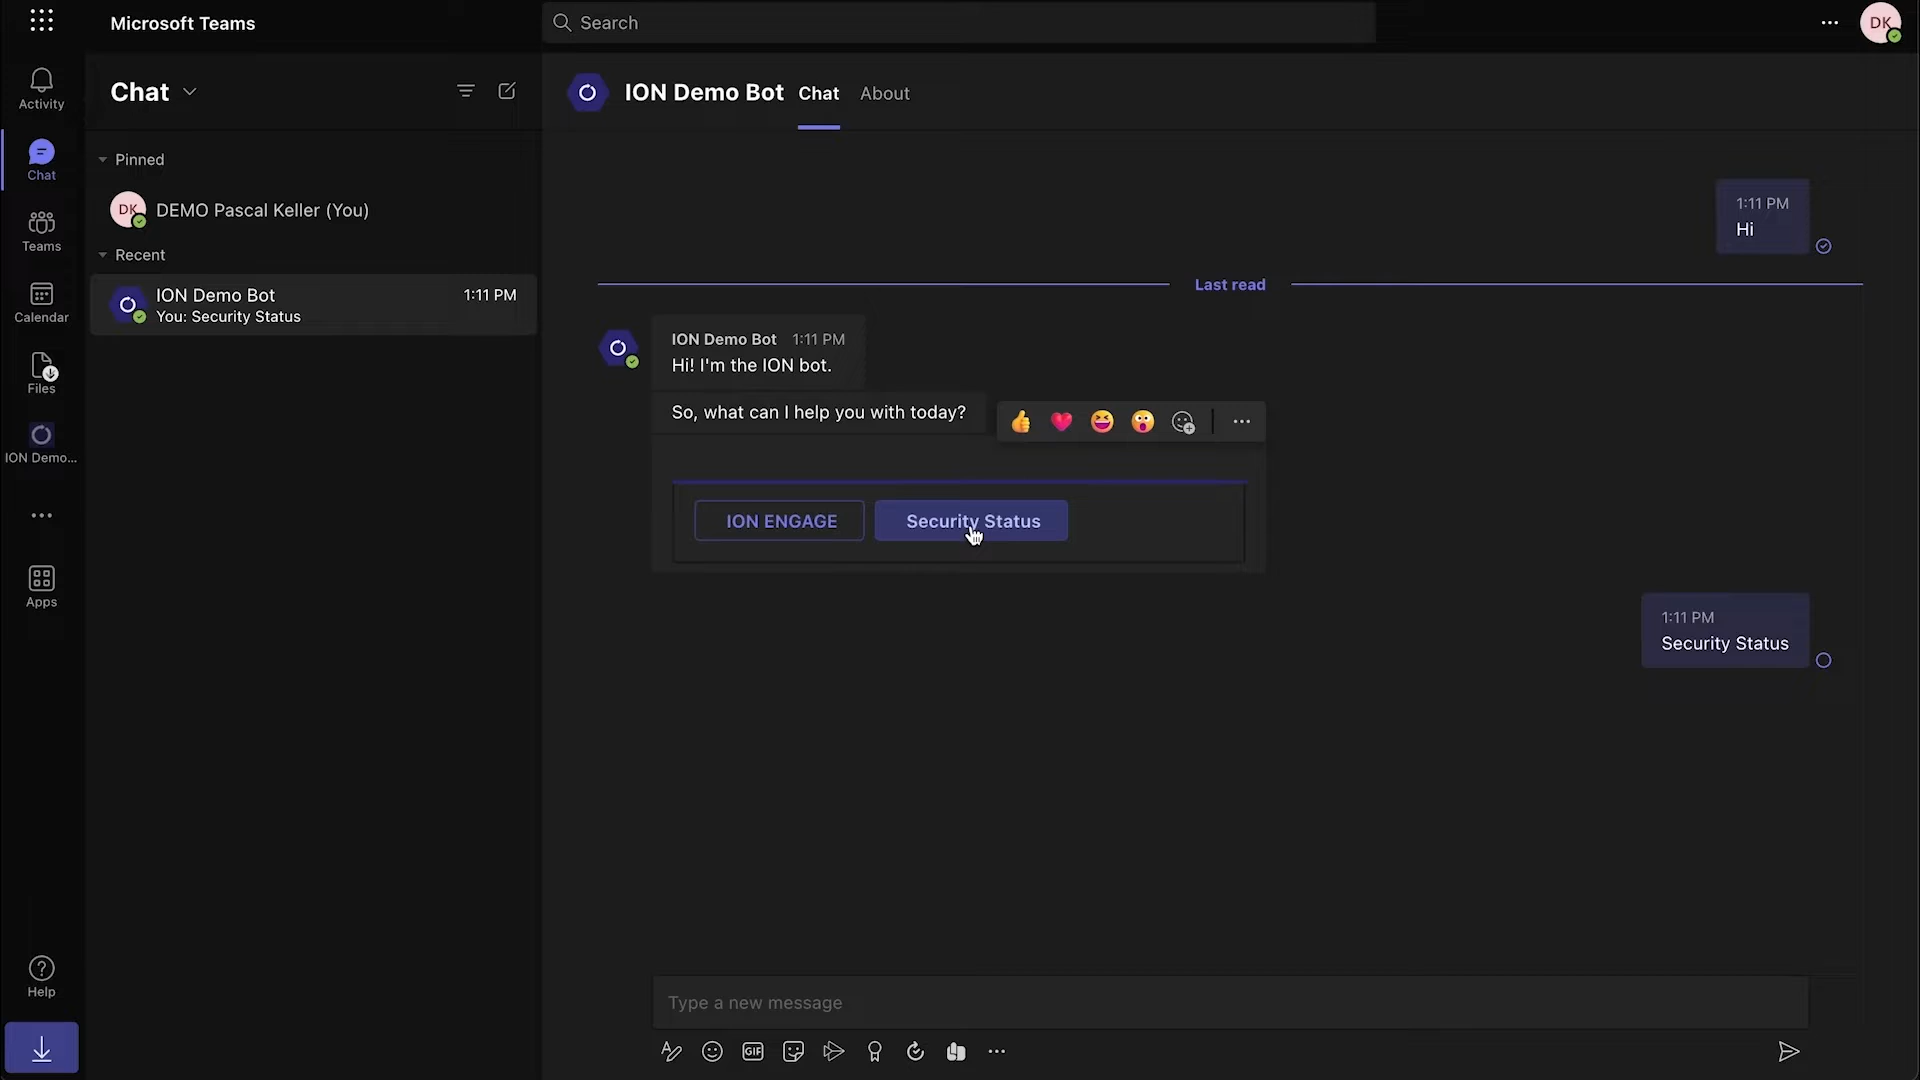 Microsoft Teams
Search
DK
Activity
Chat
Teams
Calendar
Files
ION Demo...
Apps
Help
Chat
Pinned
DK
DEMO Pascal Keller (You)
Recent
ION Demo Bot 1:11 PM
You: Security Status
ION Demo Bot Chat About
1:11 PM
Hi
Last read
ION Demo Bot 1:11 PM
Hi! I'm the ION bot.
So, what can I help you with today?
ION ENGAGE Security Status
1:11 PM
Security Status
Type a new message
GIF